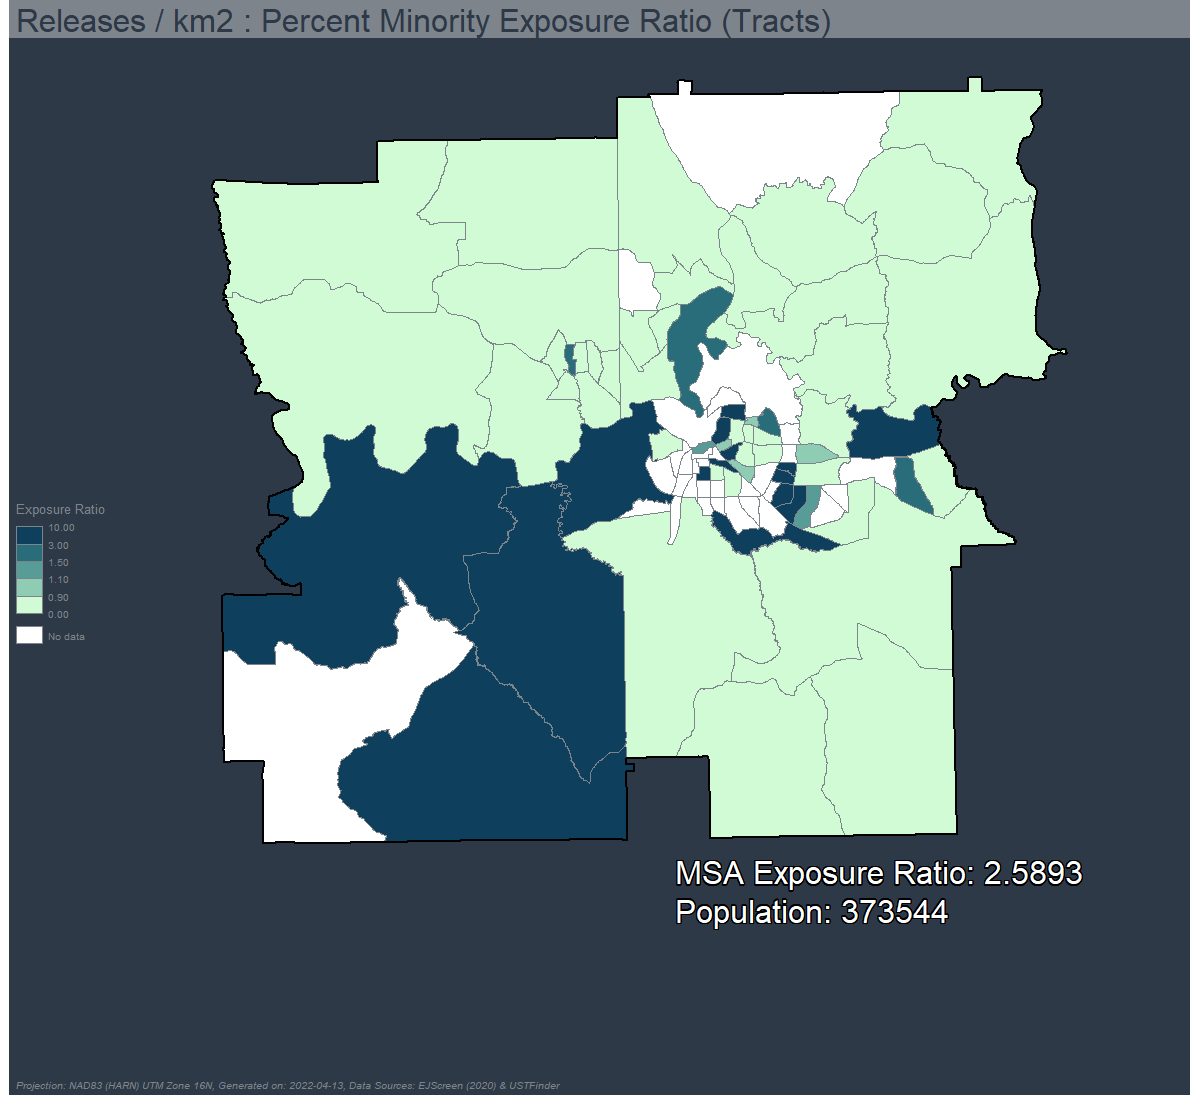 Releases / km2 : Percent Minority Exposure Ratio (Tracts)
Exposure Ratio
10.00
3.00
1.50
1.10
0.90
0.00
No data
MSA Exposure Ratio: 2.5893
Population: 373544
Projection: NAD83 (HARN) UTM Zone 16N, Generated on: 2022-04-13, Data Sources: EJScreen (2020) & USTFinder